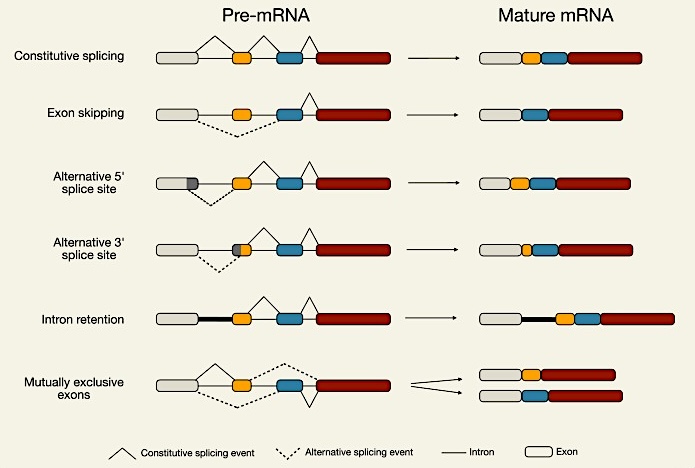 Pre-mRNA
Mature mRNA
Constitutive splicing
Exon skipping
Alternative 5'
splice site
Alternative 3'
splice site
Intron retention
Mutually exclusive
exons
Constitutive splicing event
Alternative splicing event
Intron
Exon